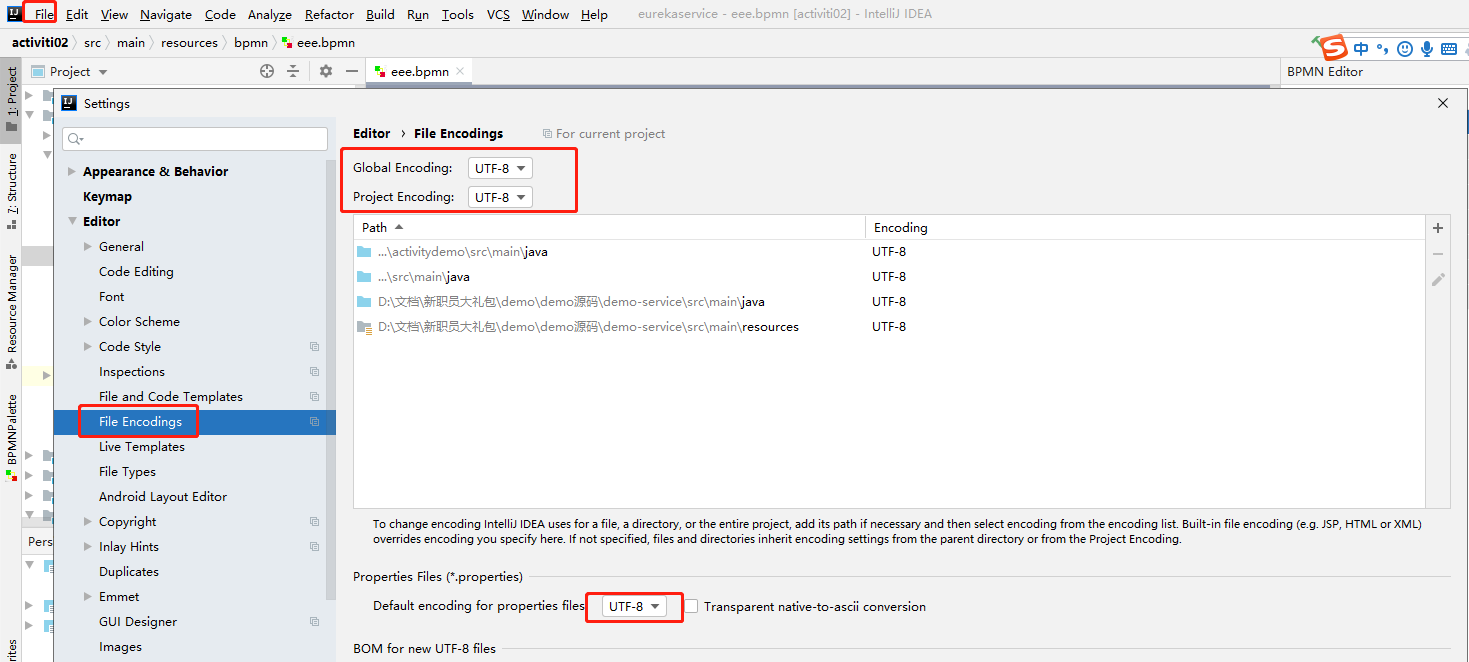 File Edit View Navigate Code Analyze Refactor Build Run Tools VCS Window Help eurekaservice - eee.bpmn [activiti02] - IntelliJ IDEA
activiti02 src main resources bpmn eee.bpmn
中
Project
eee.bpmn
BPMN Editor
1: Project
7: Structure
Resource Manager
BPMNPalette
Pers
rites
Settings
Appearance & Behavior
Keymap
Editor
General
Code Editing
Font
Color Scheme
Code Style
Inspections
File and Code Templates
File Encodings
Live Templates
File Types
Android Layout Editor
Copyright
Inlay Hints
Duplicates
Emmet
GUI Designer
Images
Editor › File Encodings For current project
Global Encoding: UTF-8
Project Encoding: UTF-8
Path Encoding
...\activitydemo\src\main\java UTF-8
...\src\main\java UTF-8
D:\文档\新职员大礼包\demo\demo源码\demo-service\src\main\java UTF-8
D:\文档\新职员大礼包\demo\demo源码\demo-service\src\main\resources UTF-8
To change encoding IntelliJ IDEA uses for a file, a directory, or the entire project, add its path if necessary and then select encoding from the encoding list. Built-in file encoding (e.g. JSP, HTML or XML)
overrides encoding you specify here. If not specified, files and directories inherit encoding settings from the parent directory or from the Project Encoding.
Properties Files (*.properties)
Default encoding for properties files UTF-8 Transparent native-to-ascii conversion
BOM for new UTF-8 files